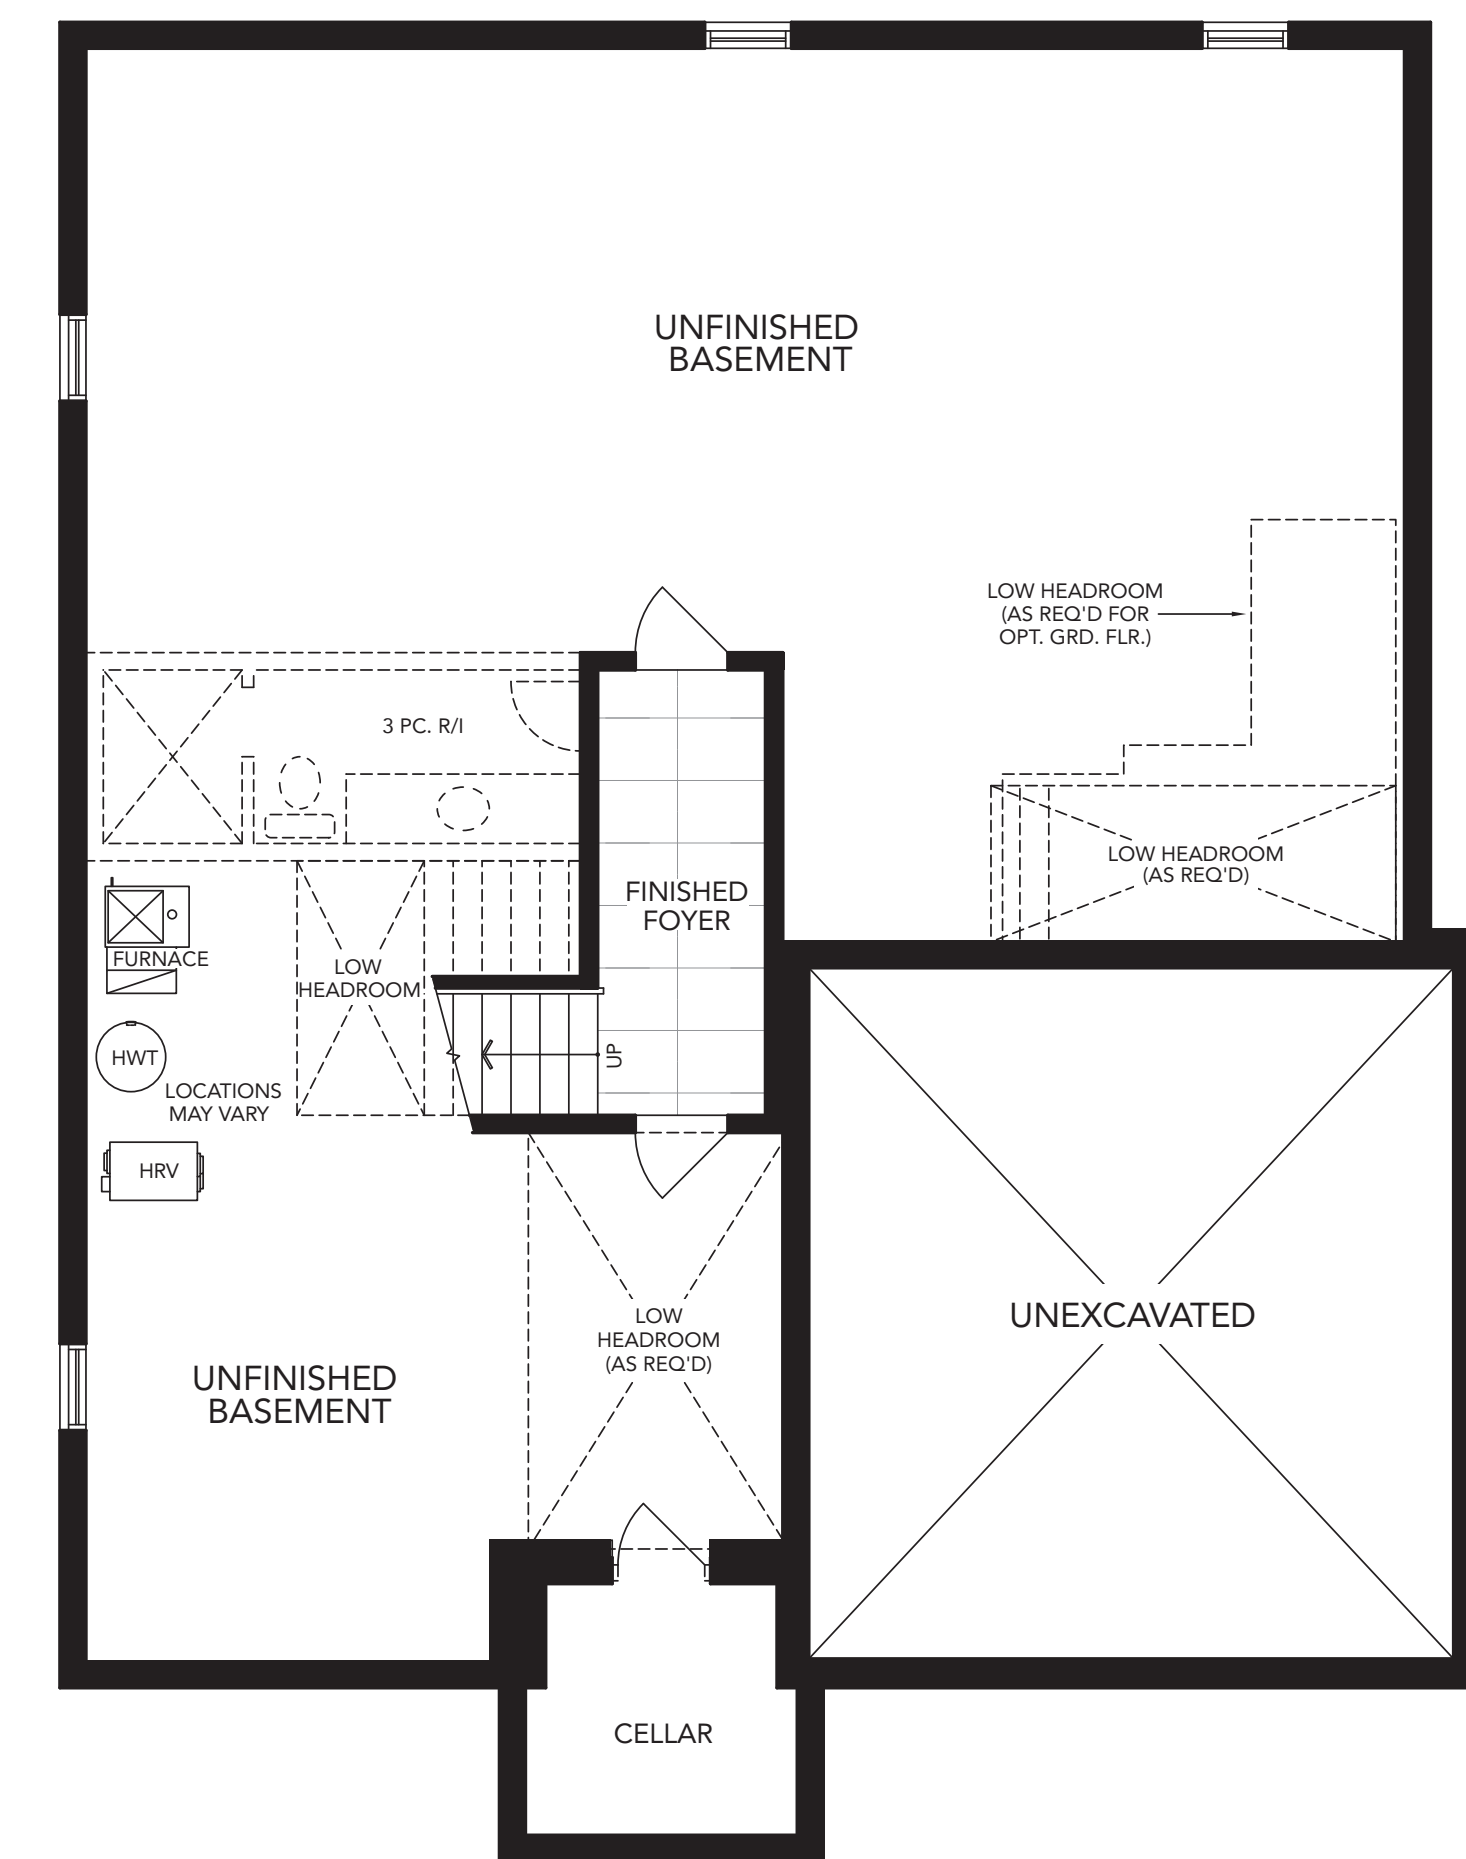 UNFINISHED
BASEMENT
LOW HEADROOM
(AS REQ'D FOR
OPT. GRD. FLR.)
3 PC. R/I
LOW HEADROOM
(AS REQ'D)
FINISHED
FOYER
FURNACE
LOW
HEADROOM
UP
HWT
LOCATIONS
MAY VARY
HRV
LOW
HEADROOM
(AS REQ'D)
UNEXCAVATED
UNFINISHED
BASEMENT
CELLAR